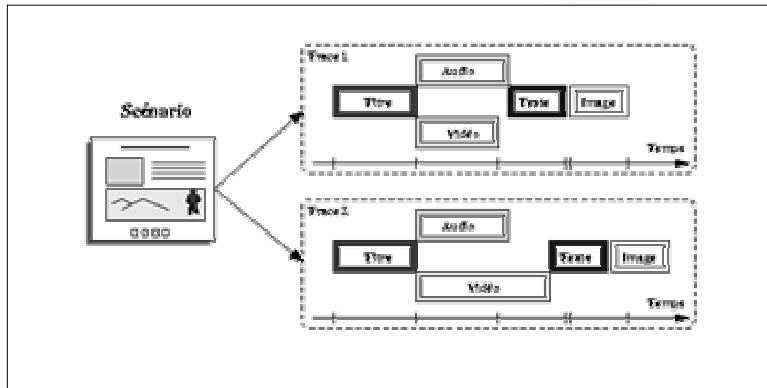 Scénario
Trace 1
Audio
Titre
Texte
Image
Vidéo
Temps
Trace 2
Audio
Titre
Texte
Image
Vidéo
Temps